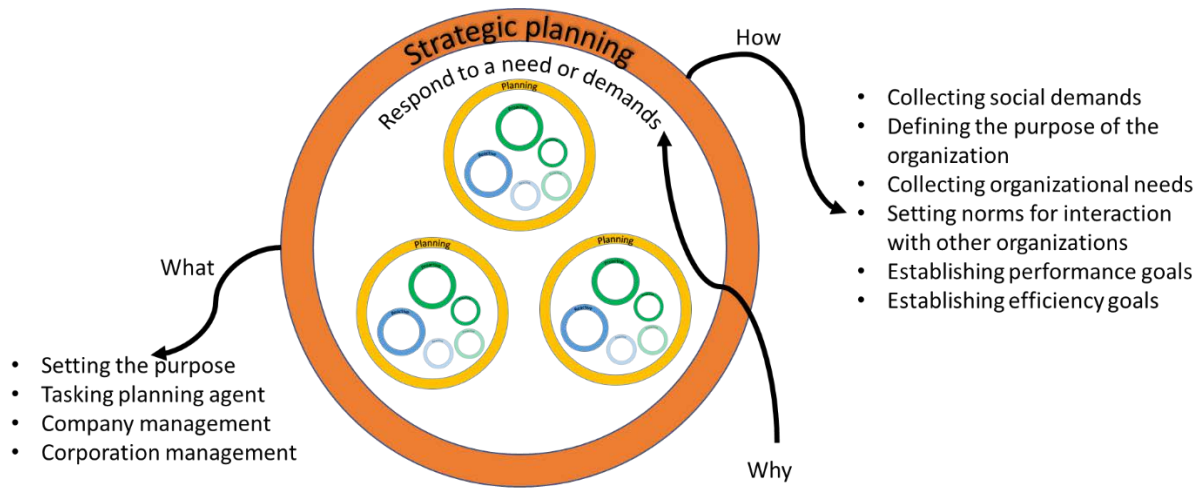 Strategic planning
Respond to a need or demands
Planning
Planning
Planning
How
• Collecting social demands
• Defining the purpose of the
organization
• Collecting organizational needs
• Setting norms for interaction
with other organizations
• Establishing performance goals
• Establishing efficiency goals
What
• Setting the purpose
• Tasking planning agent
• Company management
• Corporation management
Why